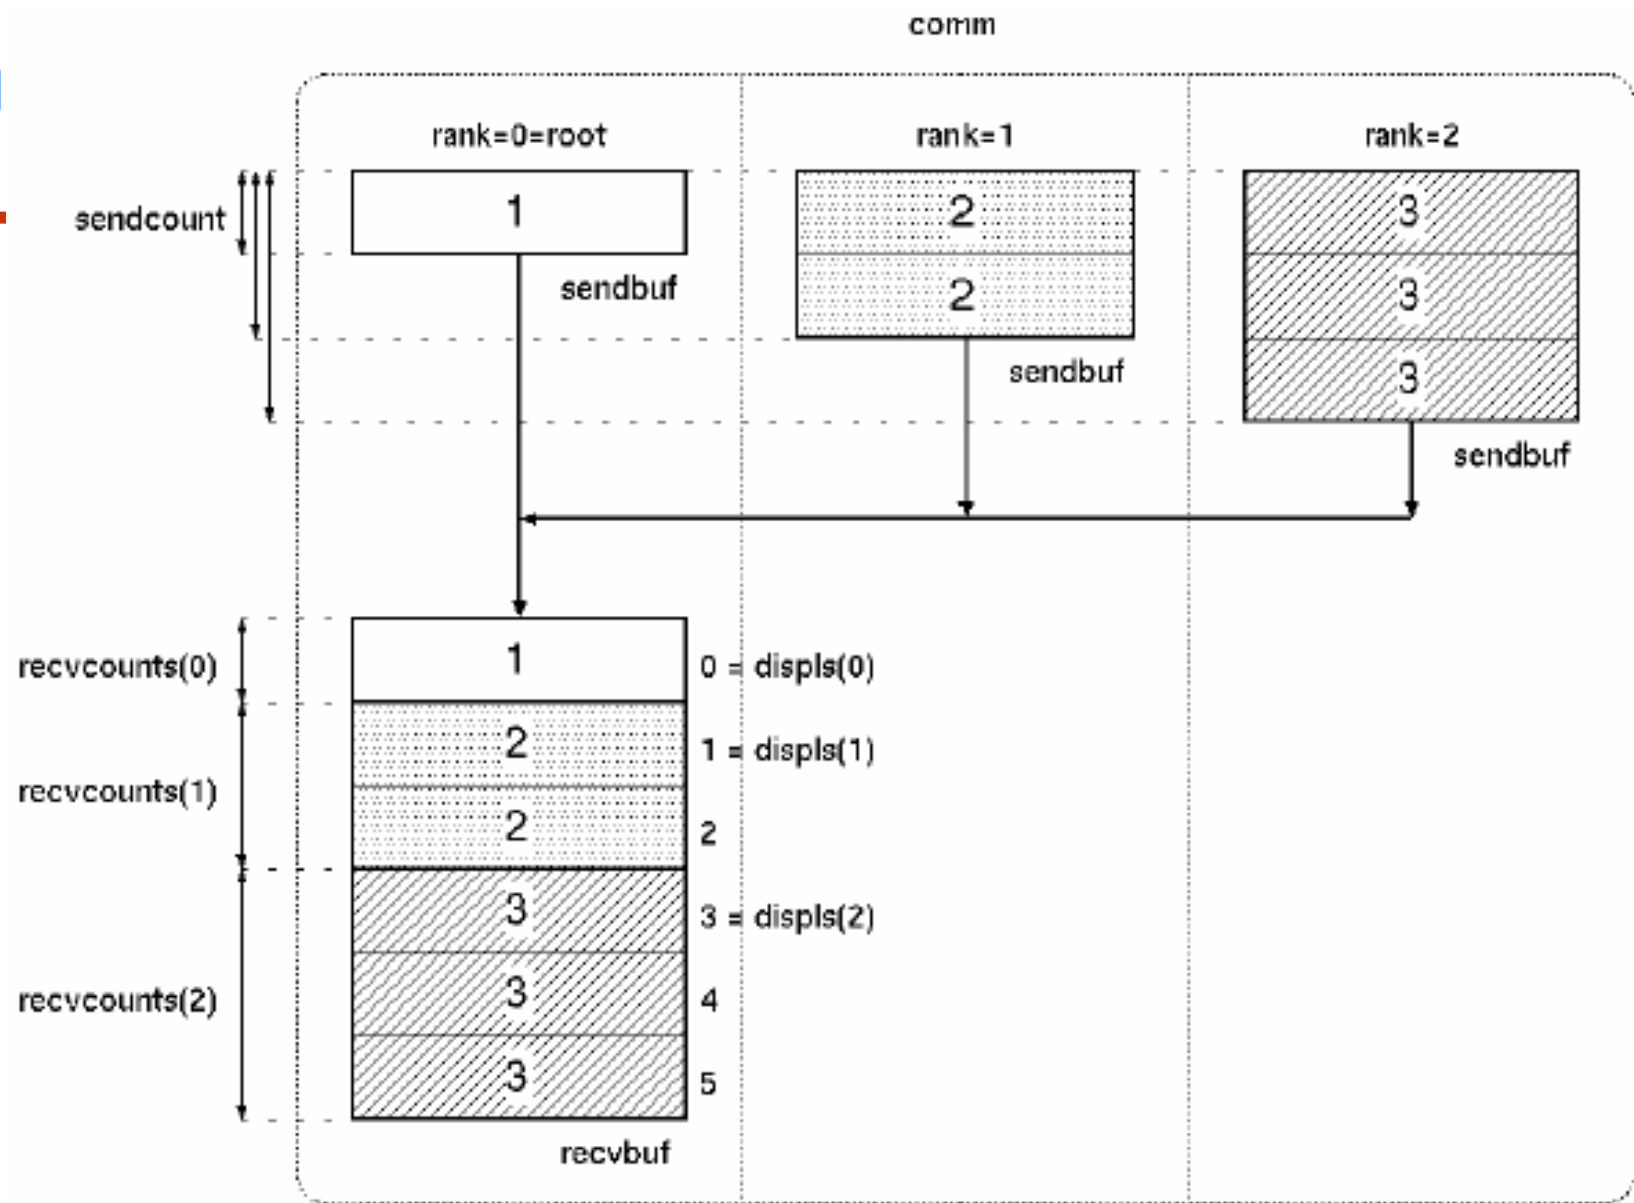 comm
rank=0=root
rank=1
rank=2
sendcount
1
2
3
sendbuf
2
3
sendbuf
3
sendbuf
recvcounts(0)
1
0 = displs(0)
2
1 = displs(1)
recvcounts(1)
2
2
3
3 = displs(2)
recvcounts(2)
3
4
3
5
recvbuf